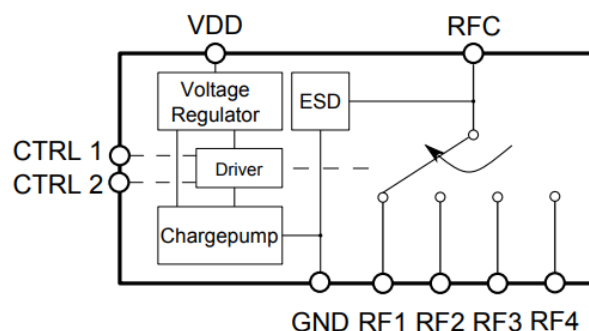 VDD
RFC
Voltage
Regulator
ESD
CTRL 1
CTRL 2
Driver
Chargepump
GND RF1 RF2 RF3 RF4